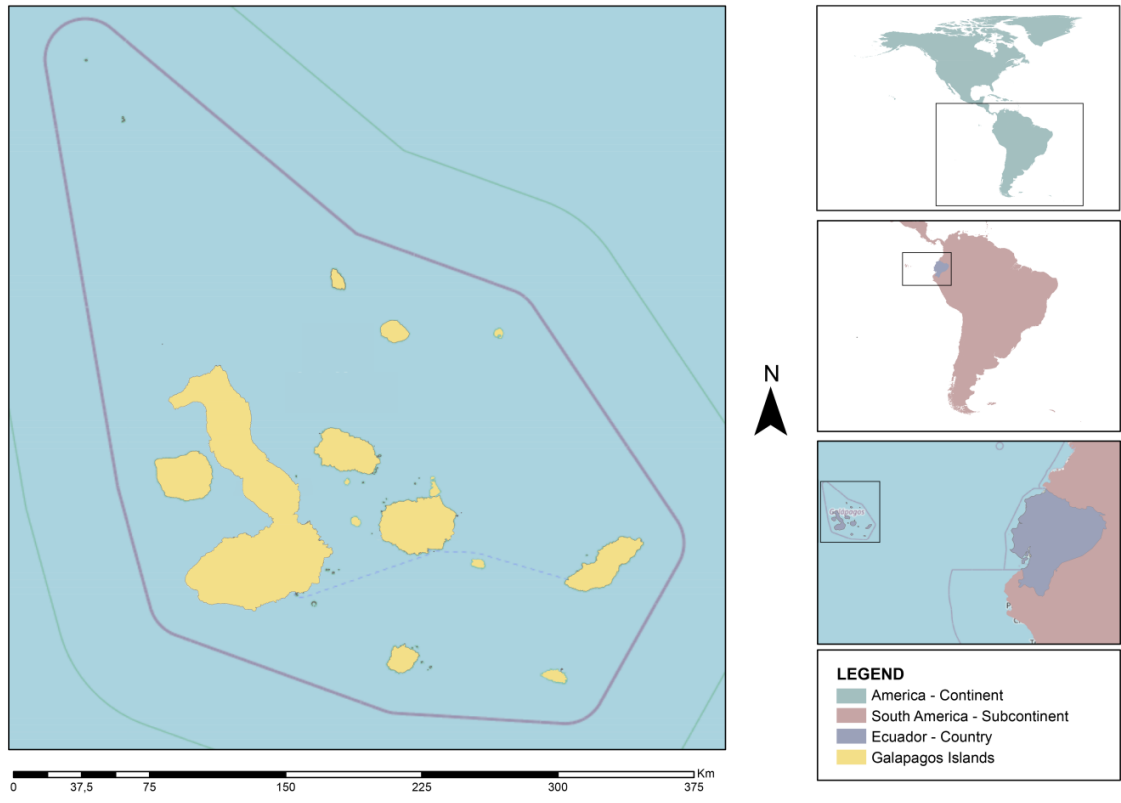 N
Galapagos
LEGEND
America - Continent
South America - Subcontinent
Ecuador - Country
Galapagos Islands
0 37,5 75 150 225 300 375 Km